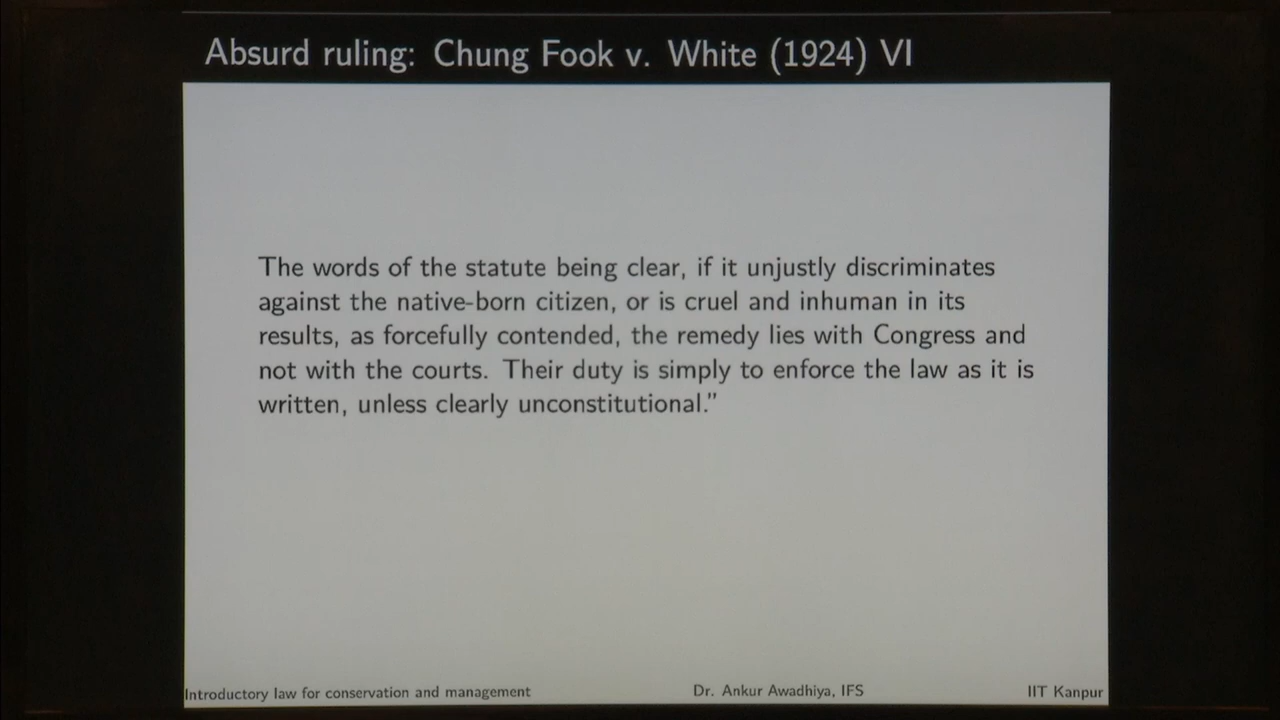 Absurd ruling: Chung Fook v. White (1924) VI
The words of the statute being clear, if it unjustly discriminates
against the native-born citizen, or is cruel and inhuman in its
results, as forcefully contended, the remedy lies with Congress and
not with the courts. Their duty is simply to enforce the law as it is
written, unless clearly unconstitutional.”
Introductory law for conservation and management Dr. Ankur Awadhiya, IFS IIT Kanpur